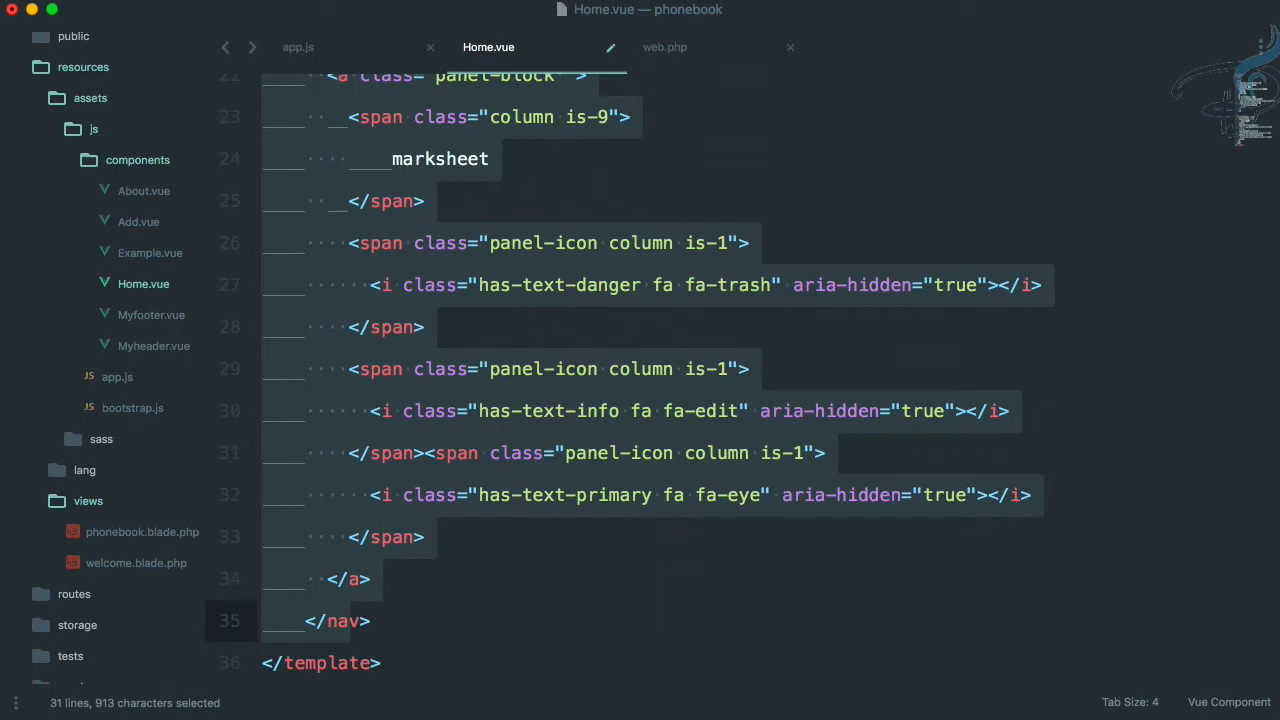 Home.vue — phonebook
public
resources
assets
js
components
About.vue
Add.vue
Example.vue
Home.vue
Myfooter.vue
Myheader.vue
JS app.js
JS bootstrap.js
sass
lang
views
phonebook.blade.php
welcome.blade.php
routes
storage
tests
app.js
Home.vue
web.php
22 <a class="panel-block" >
23 <span class="column is-9">
24 marksheet
25 </span>
26 <span class="panel-icon column is-1">
27 <i class="has-text-danger fa fa-trash" aria-hidden="true"></i>
28 </span>
29 <span class="panel-icon column is-1">
30 <i class="has-text-info fa fa-edit" aria-hidden="true"></i>
31 </span><span class="panel-icon column is-1">
32 <i class="has-text-primary fa fa-eye" aria-hidden="true"></i>
33 </span>
34 </a>
35 </nav>
36 </template>
31 lines, 913 characters selected
Tab Size: 4
Vue Component